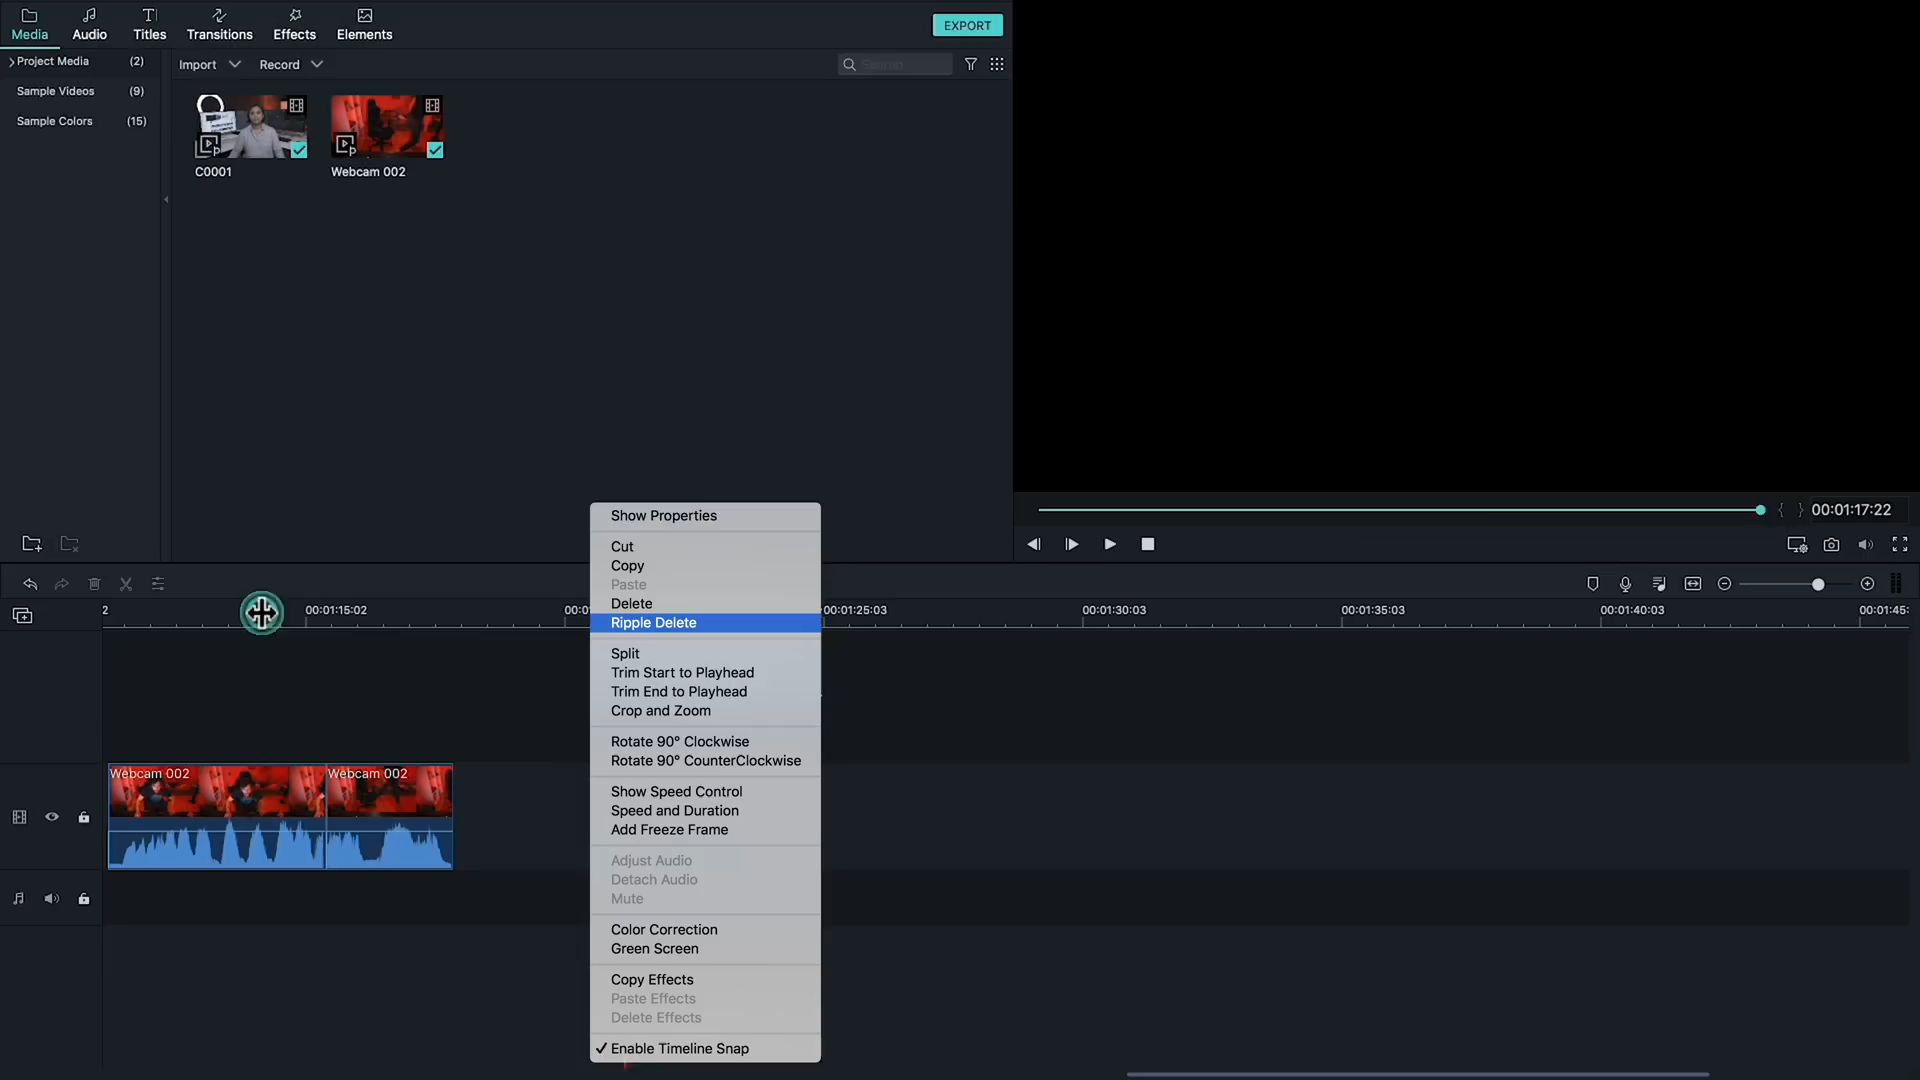 Media
Audio
Titles
Transitions
Effects
Elements
EXPORT
Project Media (2)
Import
Record
Search
Sample Videos (9)
Sample Colors (15)
C0001
Webcam 002
00:01:17:22
Show Properties
Cut
Copy
Paste
Delete
Ripple Delete
Split
Trim Start to Playhead
Trim End to Playhead
Crop and Zoom
Rotate 90° Clockwise
Rotate 90° CounterClockwise
Show Speed Control
Speed and Duration
Add Freeze Frame
Adjust Audio
Detach Audio
Mute
Color Correction
Green Screen
Copy Effects
Paste Effects
Delete Effects
Enable Timeline Snap
2
00:01:15:02
00:0
00:01:25:03
00:01:30:03
00:01:35:03
00:01:40:03
00:01:45:
Webcam 002
Webcam 002